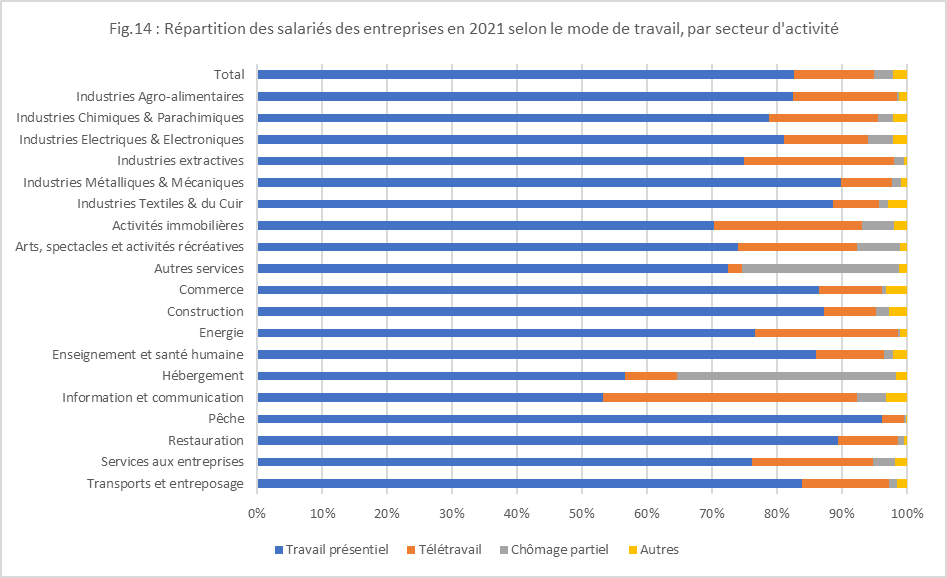 Fig.14 : Répartition des salariés des entreprises en 2021 selon le mode de travail, par secteur d'activité
Total
Industries Agro-alimentaires
Industries Chimiques & Parachimiques
Industries Electriques & Electroniques
Industries extractives
Industries Métalliques & Mécaniques
Industries Textiles & du Cuir
Activités immobilières
Arts, spectacles et activités récréatives
Autres services
Commerce
Construction
Energie
Enseignement et santé humaine
Hébergement
Information et communication
Pêche
Restauration
Services aux entreprises
Transports et entreposage
0% 10% 20% 30% 40% 50% 60% 70% 80% 90% 100%
Travail présentiel Télétravail Chômage partiel Autres